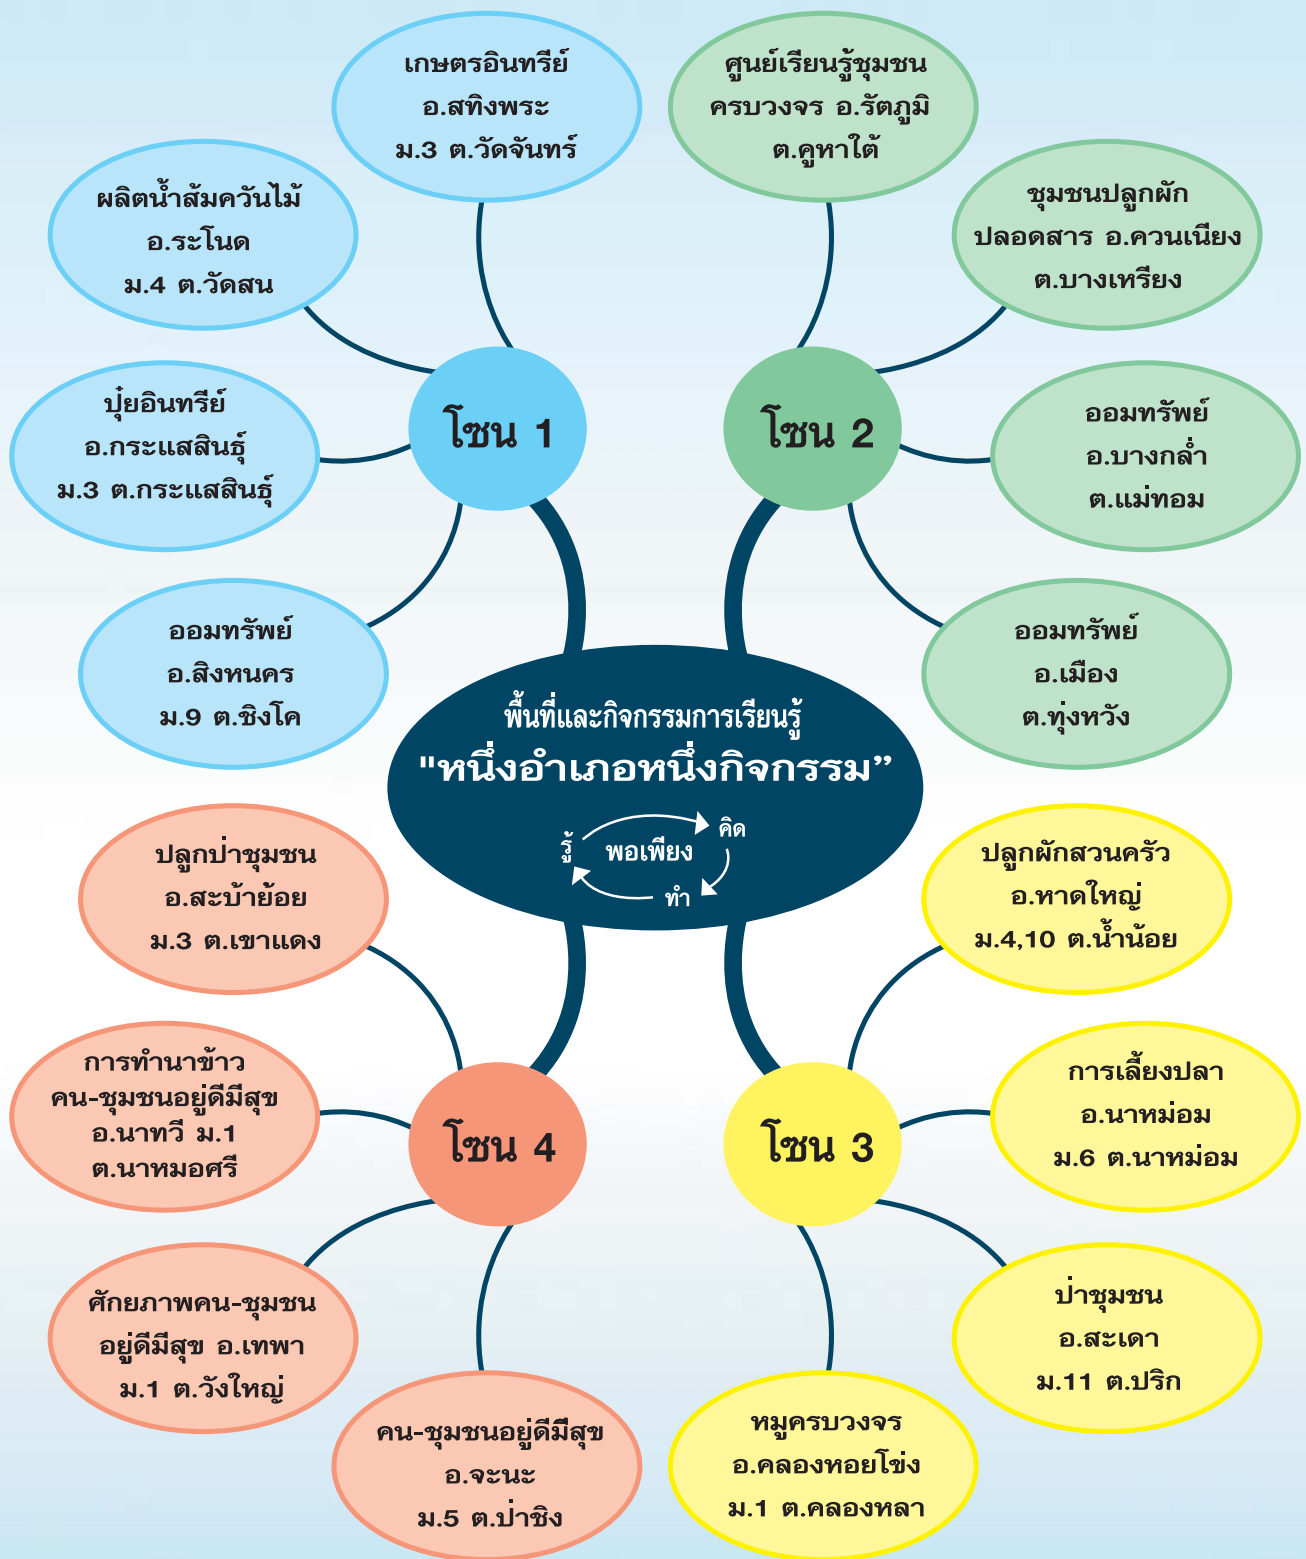 เกษตรอินทรีย์
อ.สทิงพระ
ม.3 ต.วัดจันทร์
ศูนย์เรียนรู้ชุมชน
ครบวงจร อ.รัตภูมิ
ต.คูหาใต้
ผลิตน้ำส้มควันไม้
อ.ระโนด
ม.4 ต.วัดสน
ชุมชนปลูกผัก
ปลอดสาร อ.ควนเนียง
ต.บางเหรียง
ปุ๋ยอินทรีย์
อ.กระแสสินธุ์
ม.3 ต.กระแสสินธุ์
โซน 1
โซน 2
ออมทรัพย์
อ.บางกล่ำ
ต.แม่ทอม
ออมทรัพย์
อ.สิงหนคร
ม.9 ต.ชิงโค
ออมทรัพย์
อ.เมือง
ต.ทุ่งหวัง
พื้นที่และกิจกรรมการเรียนรู้
"หนึ่งอำเภอหนึ่งกิจกรรม”
รู้
พอเพียง
คิด
ทำ
ปลูกป่าชุมชน
อ.สะบ้าย้อย
ม.3 ต.เขาแดง
ปลูกผักสวนครัว
อ.หาดใหญ่
ม.4,10 ต.น้ำน้อย
การทำนาข้าว
คน-ชุมชนอยู่ดีมีสุข
อ.นาทวี ม.1
ต.นาหมอศรี
โซน 4
โซน 3
การเลี้ยงปลา
อ.นาหม่อม
ม.6 ต.นาหม่อม
ศักยภาพคน-ชุมชน
อยู่ดีมีสุข อ.เทพา
ม.1 ต.วังใหญ่
ป่าชุมชน
อ.สะเดา
ม.11 ต.ปริก
คน-ชุมชนอยู่ดีมีสุข
อ.จะนะ
ม.5 ต.ป่าชิง
หมูครบวงจร
อ.คลองหอยโข่ง
ม.1 ต.คลองหลา